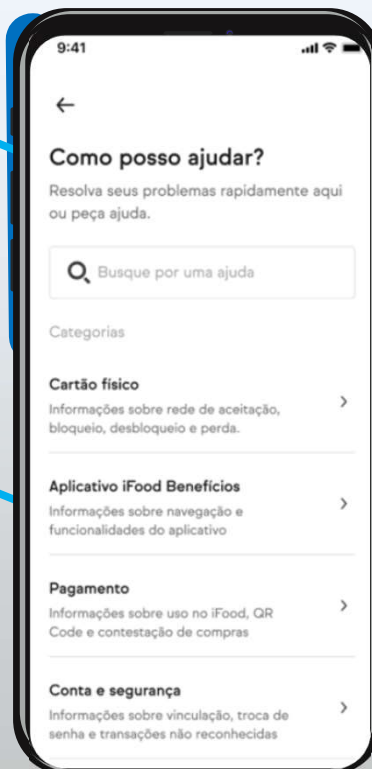 9:41
Como posso ajudar?
Resolva seus problemas rapidamente aqui
ou peça ajuda.
Busque por uma ajuda
Categorias
Cartão físico
Informações sobre rede de aceitação,
bloqueio, desbloqueio e perda.
Aplicativo iFood Benefícios
Informações sobre navegação e
funcionalidades do aplicativo
Pagamento
Informações sobre uso no iFood, QR
Code e contestação de compras
Conta e segurança
Informações sobre vinculação, troca de
senha e transações não reconhecidas